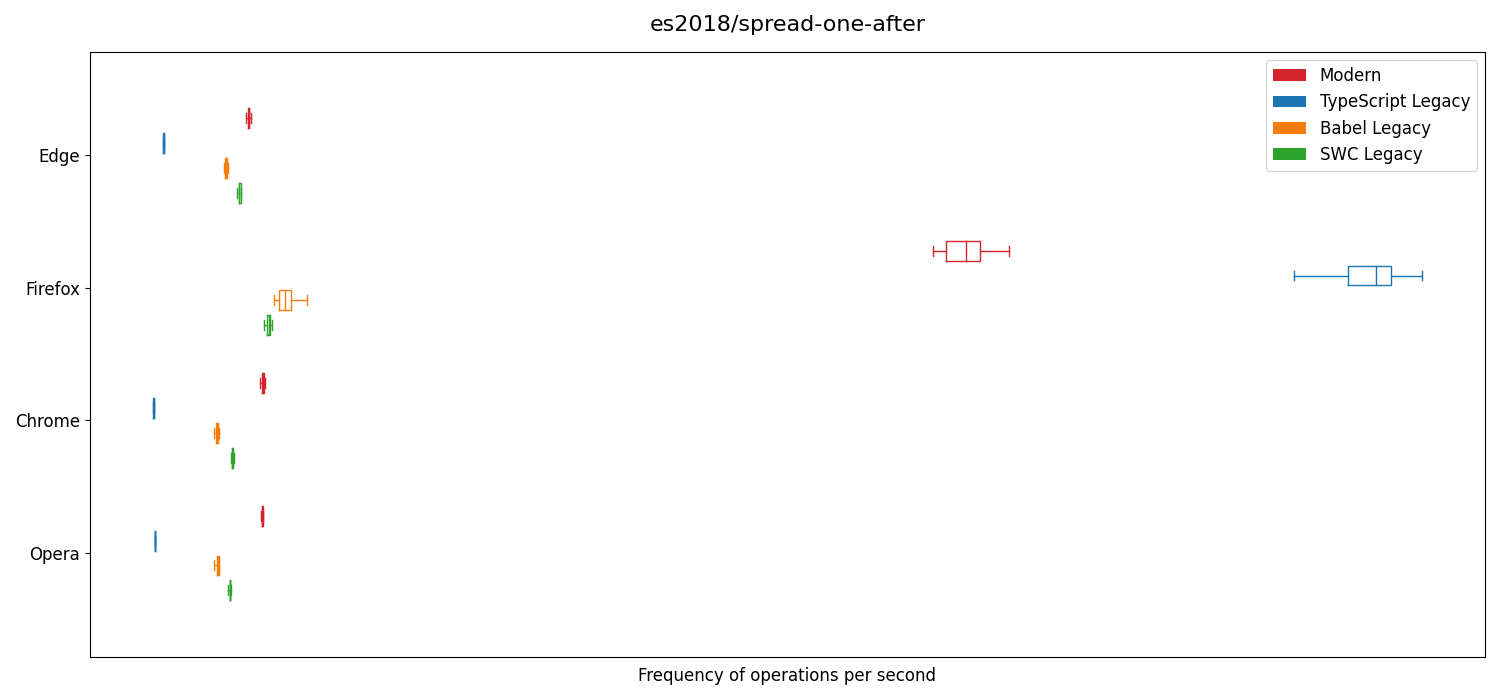 es2018/spread-one-after
Modern
TypeScript Legacy
Babel Legacy
SWC Legacy
Edge
Firefox
Chrome
Opera
Frequency of operations per second